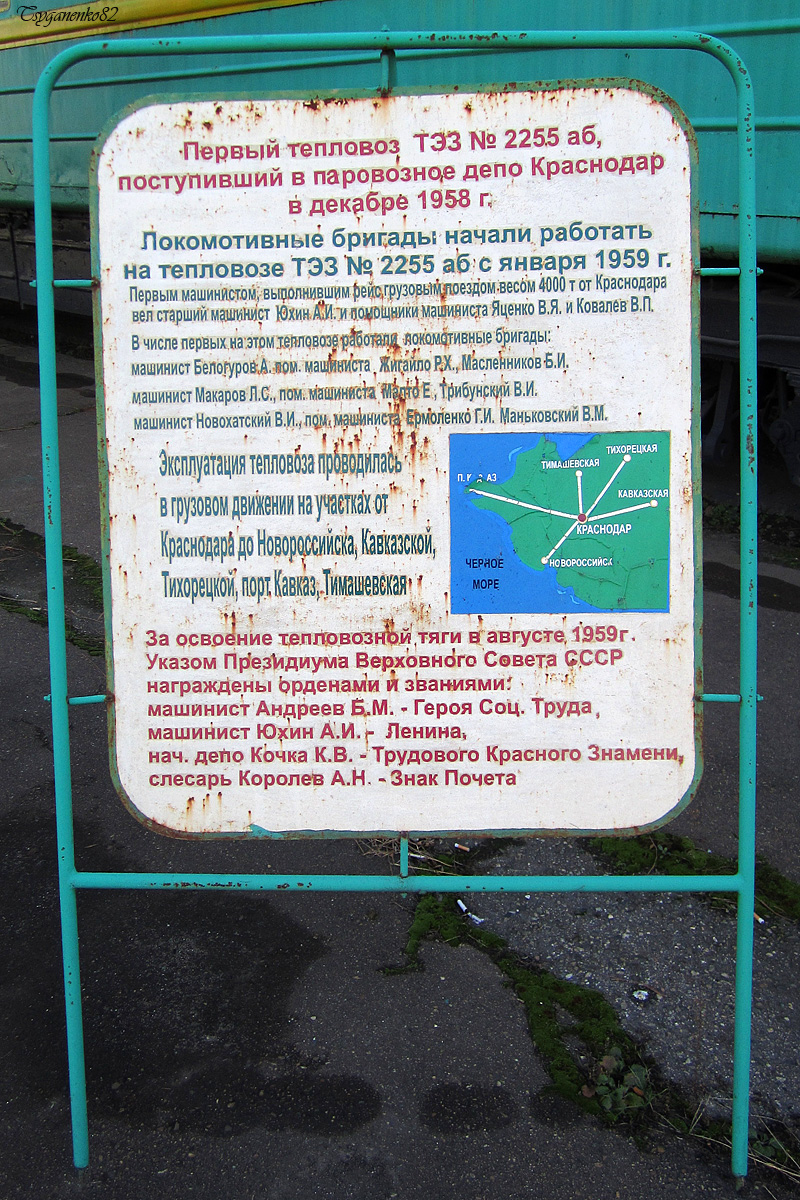 Tsyganenko82
Первый тепловоз ТЭЗ № 2255 аб,
поступивший в паровозное депо Краснодар
в декабре 1958 г.
Локомотивные бригады начали работать
на тепловозе ТЭЗ № 2255 аб с января 1959 г.
Первым машинистом, выполнившим рейс грузовым поездом весом 4000 т от Краснодара
вел старший машинист Юхин А.И. и помощники машиниста Яценко В.Я. и Ковалев В.П.
В числе первых на этом тепловозе работали локомотивные бригады:
машинист Белогуров А. пом. машиниста Жигайло Р.Х., Масленников Б.И.
машинист Макаров Л.С., пом. машиниста Е , Трибунский В.И.
машинист Новохатский В.И., пом. машиниста Ермоленко Г.И. Маньковский В.М.
Эксплуатация тепловоза проводилась
в грузовом движении на участках от
Краснодара до Новороссийска, Кавказской,
Тихорецкой, порт Кавказ, Тимашевская
ТИХОРЕЦКАЯ
ТИМАШЕВСКАЯ
П. К АЗ
КАВКАЗСКАЯ
КРАСНОДАР
НОВОРОССИЙСК
ЧЕРНОЕ
МОРЕ
За освоение тепловозной тяги в августе 1959г.
Указом Президиума Верховного Совета СССР
награждены орденами и званиями:
машинист Андреев Б.М. - Героя Соц. Труда,
машинист Юхин А.И. - Ленина,
нач. депо Кочка К.В. - Трудового Красного Знамени,
слесарь Королев А.Н. - Знак Почета